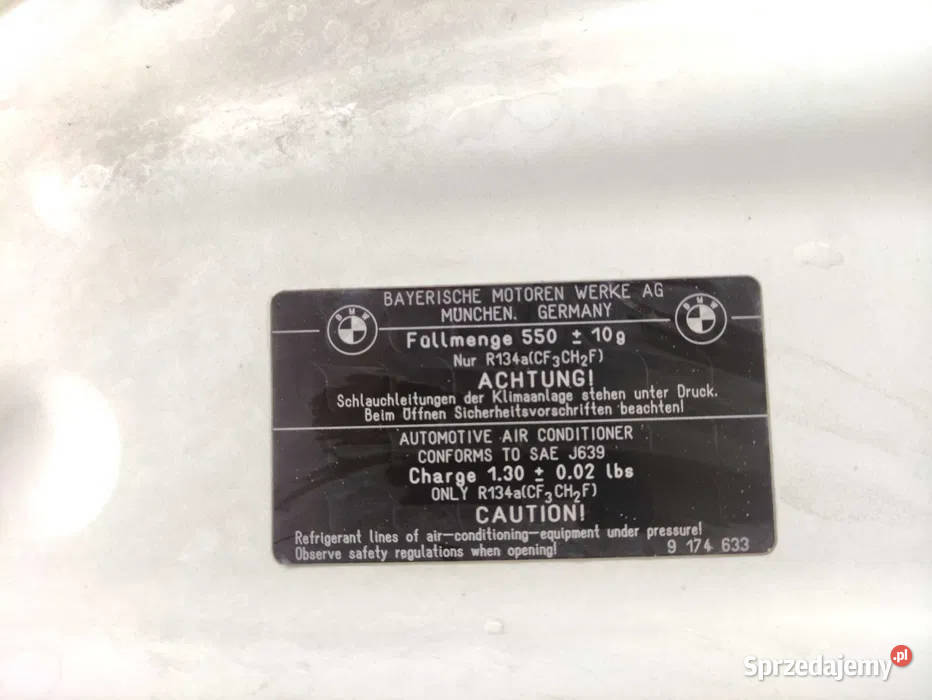 BAYERISCHE MOTOREN WERKE AG
MÜNCHEN. GERMANY
BMW
BMW
Füllmenge 550 ± 10g
Nur R134a(CF₃CH₂F)
ACHTUNG!
Schlauchleitungen der Klimaanlage stehen unter Druck.
Beim Öffnen Sicherheitsvorschriften beachten!
AUTOMOTIVE AIR CONDITIONER
CONFORMS TO SAE J639
Charge 1.30 ± 0.02 lbs
ONLY R134a(CF₃CH₂F)
CAUTION!
Refrigerant lines of air-conditioning-equipment under pressure!
Observe safety regulations when opening!
9 174 633
Sprzedajemy.pl